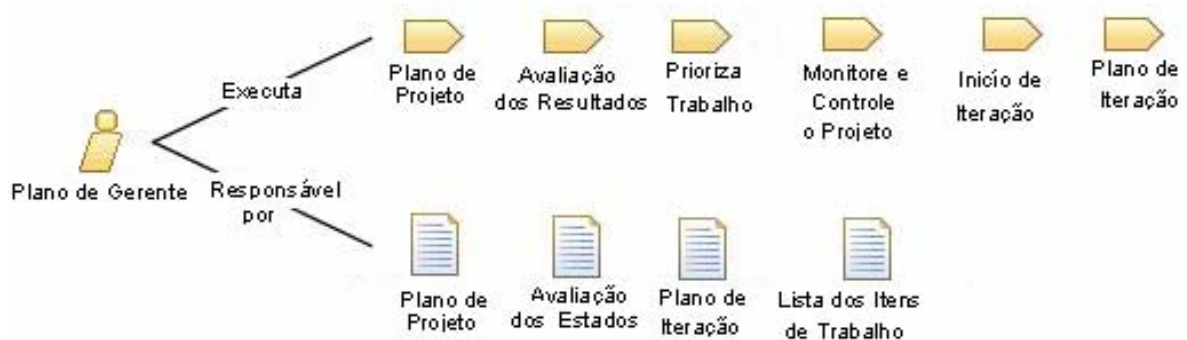 Executa
Plano de
Projeto
Avaliação
dos Resultados
Prioriza
Trabalho
Monitore e
Controle
o Projeto
Inicío de
Iteração
Plano de
Iteração
Plano de Gerente
Responsável
por
Plano de
Projeto
Avaliação
dos Estados
Plano de
Iteração
Lista dos Itens
de Trabalho